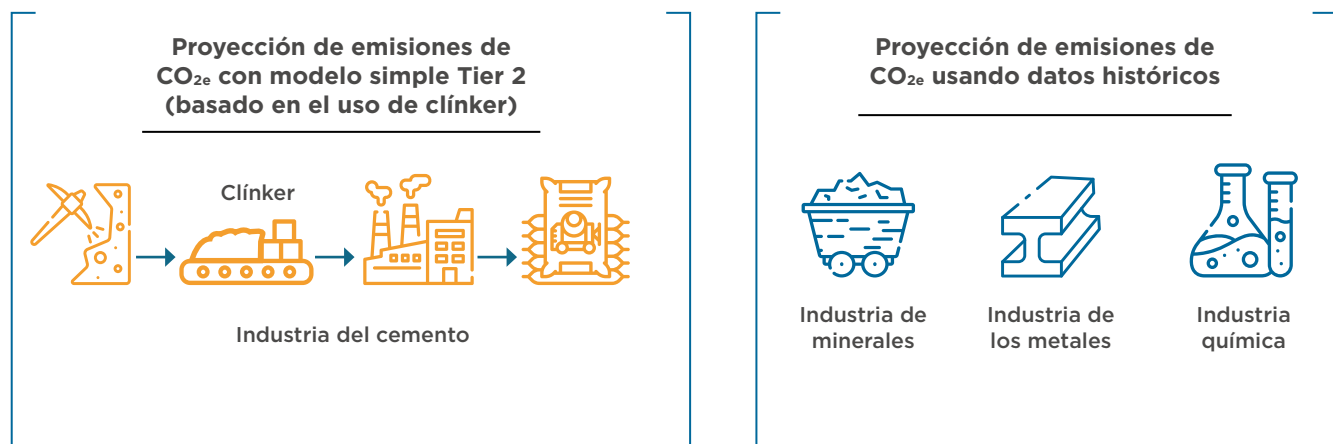 Proyección de emisiones de
CO2e con modelo simple Tier 2
(basado en el uso de clínker)
Clínker
Industria del cemento
Proyección de emisiones de
CO2e usando datos históricos
Industria de
minerales
Industria de
los metales
Industria
química